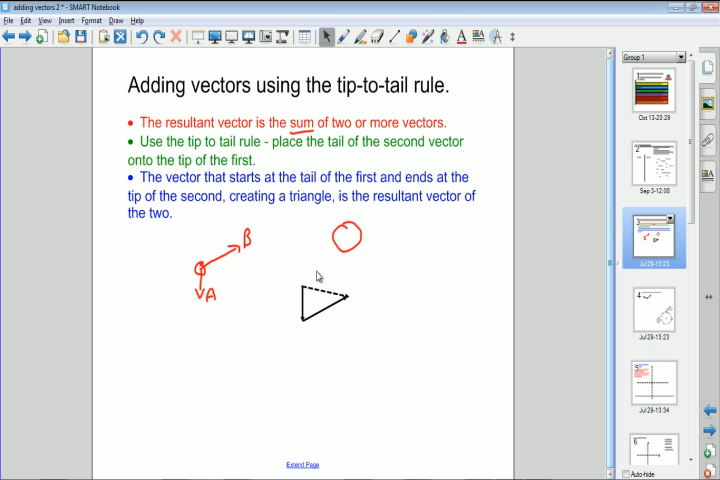 adding vectors 2 * - SMART Notebook
File Edit View Insert Format Draw Help
Adding vectors using the tip-to-tail rule.
• The resultant vector is the sum of two or more vectors.
• Use the tip to tail rule - place the tail of the second vector
onto the tip of the first.
• The vector that starts at the tail of the first and ends at the
tip of the second, creating a triangle, is the resultant vector of
the two.
B
A
Extend Page
Group 1
Oct 13-20:29
2
Sep 3-12:08
3
Jul 29-13:23
4
Jul 29-13:23
5
Jul 29-13:34
6
Auto-hide